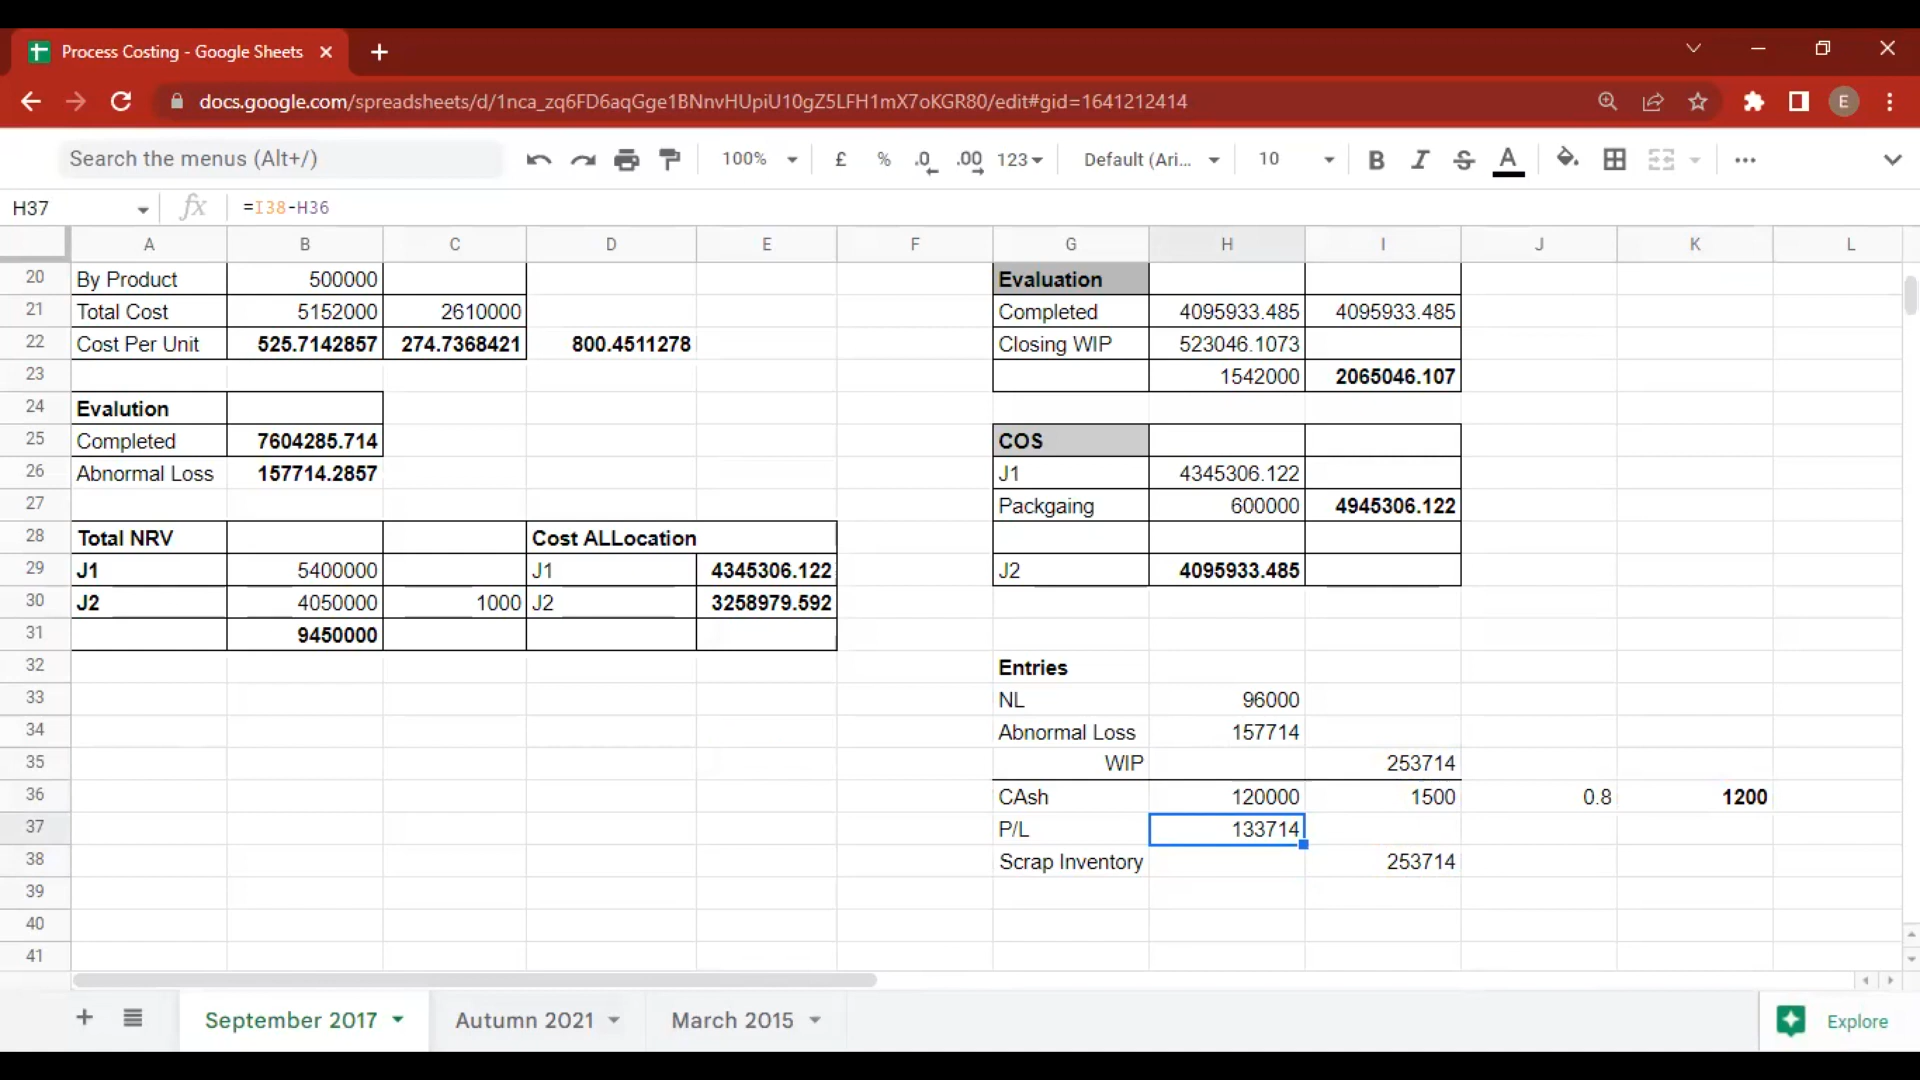 Process Costing - Google Sheets
docs.google.com/spreadsheets/d/1nca_zq6FD6aqGge1BNnvHUpiU10gZ5LFH1mX7oKGR80/edit#gid=1641212414
E
Search the menus (Alt+/)
100% £ % .0 .00 123 Default (Ari... 10 B I S A
H37 fx =I38-H36
A B C D E F G H I J K L
20 By Product 500000 Evaluation
21 Total Cost 5152000 2610000 Completed 4095933.485 4095933.485
22 Cost Per Unit 525.7142857 274.7368421 800.4511278 Closing WIP 523046.1073
23 1542000 2065046.107
24 Evalution
25 Completed 7604285.714 COS
26 Abnormal Loss 157714.2857 J1 4345306.122
27 Packgaing 600000 4945306.122
28 Total NRV Cost ALLocation
29 J1 5400000 J1 4345306.122 J2 4095933.485
30 J2 4050000 1000 J2 3258979.592
31 9450000
32 Entries
33 NL 96000
34 Abnormal Loss 157714
35 WIP 253714
36 CAsh 120000 1500 0.8 1200
37 P/L 133714
38 Scrap Inventory 253714
39
40
41
September 2017 Autumn 2021 March 2015 Explore